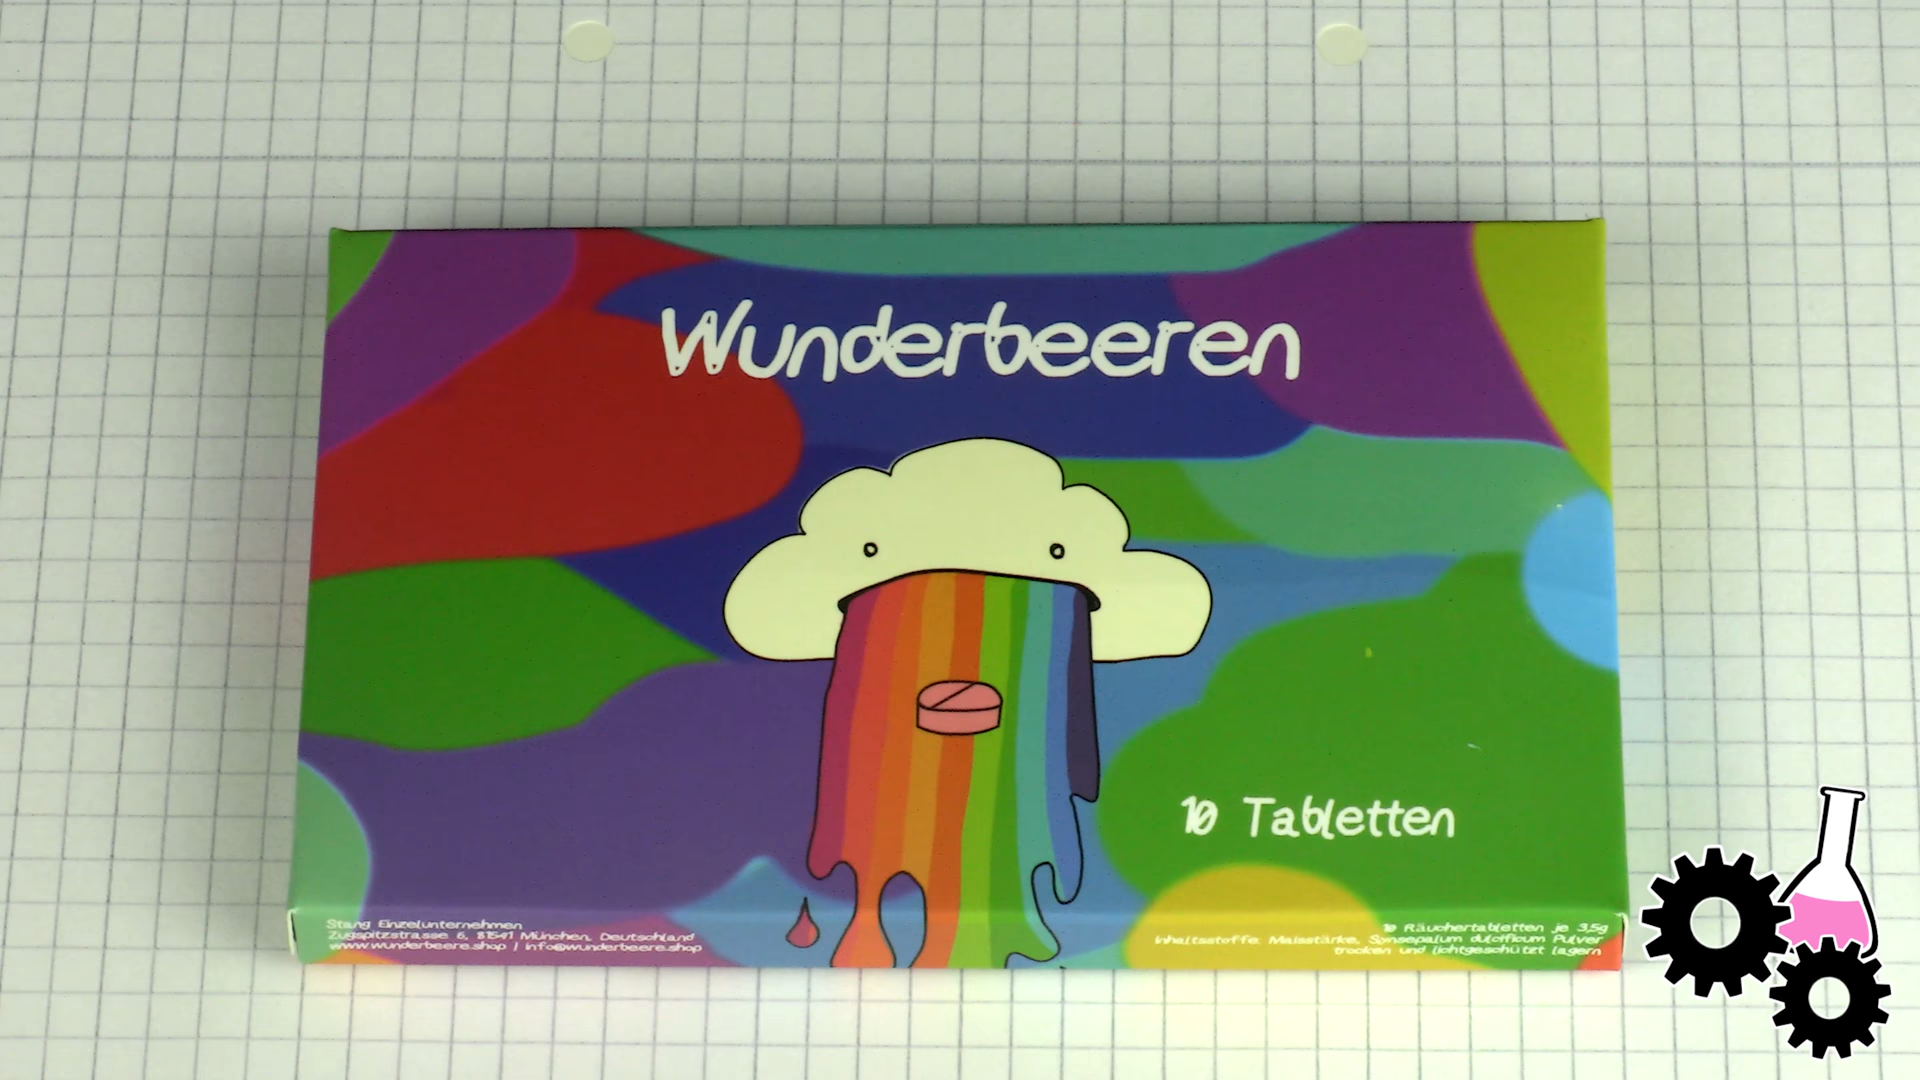 Wunderbeeren
10 Tabletten
Stang Einzelunternehmen
Zugspitzstrasse 6, 81541 München, Deutschland
www.wunderbeere.shop | info@wunderbeere.shop
10 Räuchertabletten je 3,5g
Inhaltsstoffe: Maisstärke, Synsepalum dulcificum Pulver
trocken und lichtgeschützt lagern